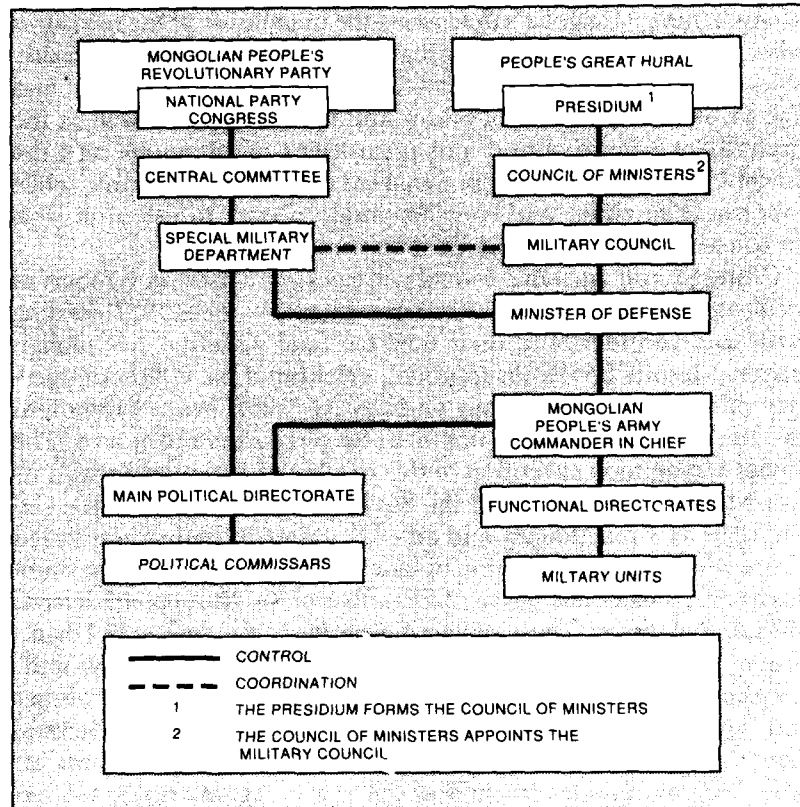 MONGOLIAN PEOPLE'S
REVOLUTIONARY PARTY
NATIONAL PARTY
CONGRESS
CENTRAL COMMTTTEE
SPECIAL MILITARY
DEPARTMENT
MAIN POLITICAL DIRECTORATE
POLITICAL COMMISSARS
PEOPLE'S GREAT HURAL
PRESIDIUM 1
COUNCIL OF MINISTERS 2
MILITARY COUNCIL
MINISTER OF DEFENSE
MONGOLIAN
PEOPLE'S ARMY
COMMANDER IN CHIEF
FUNCTIONAL DIRECTORATES
MILTARY UNITS
CONTROL
COORDINATION
1 THE PRESIDIUM FORMS THE COUNCIL OF MINISTERS
2 THE COUNCIL OF MINISTERS APPOINTS THE
MILITARY COUNCIL